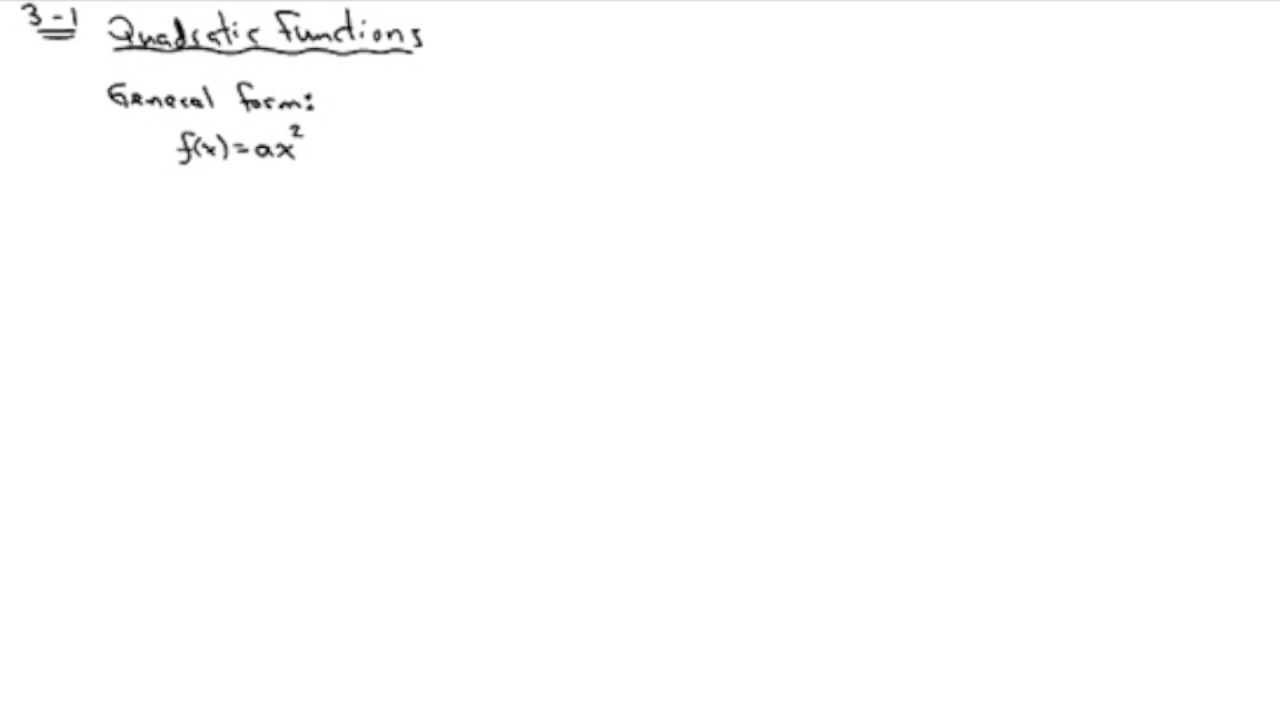 3-1 Quadratic Functions
General form:
f(x)=ax²